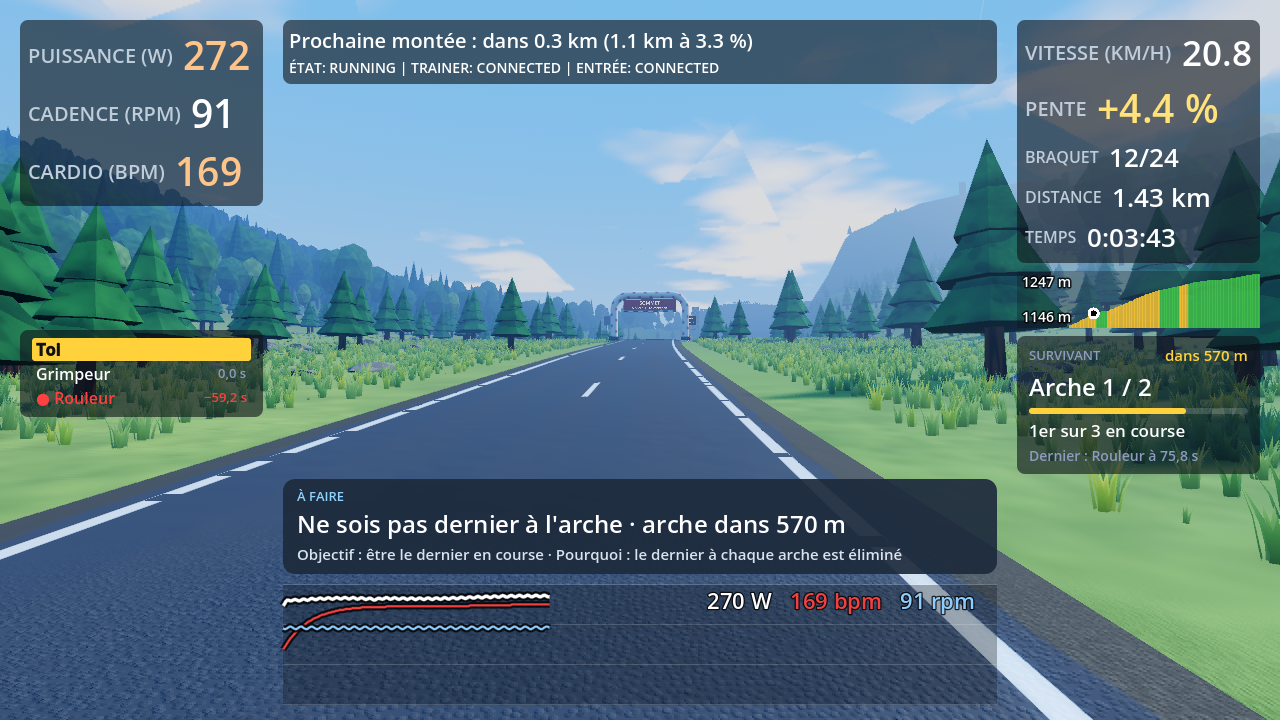 PUISSANCE (W) 272
CADENCE (RPM) 91
CARDIO (BPM) 169
Prochaine montée : dans 0.3 km (1.1 km à 3.3 %)
ÉTAT: RUNNING | TRAINER: CONNECTED | ENTRÉE: CONNECTED
VITESSE (KM/H) 20.8
PENTE +4.4 %
BRAQUET 12/24
DISTANCE 1.43 km
TEMPS 0:03:43
1247 m
1146 m
SURVIVANT dans 570 m
Arche 1 / 2
1er sur 3 en course
Dernier : Rouleur à 75,8 s
Toi
Grimpeur 0,0 s
Rouleur −59,2 s
SOMMET
À FAIRE
Ne sois pas dernier à l'arche · arche dans 570 m
Objectif : être le dernier en course · Pourquoi : le dernier à chaque arche est éliminé
270 W 169 bpm 91 rpm